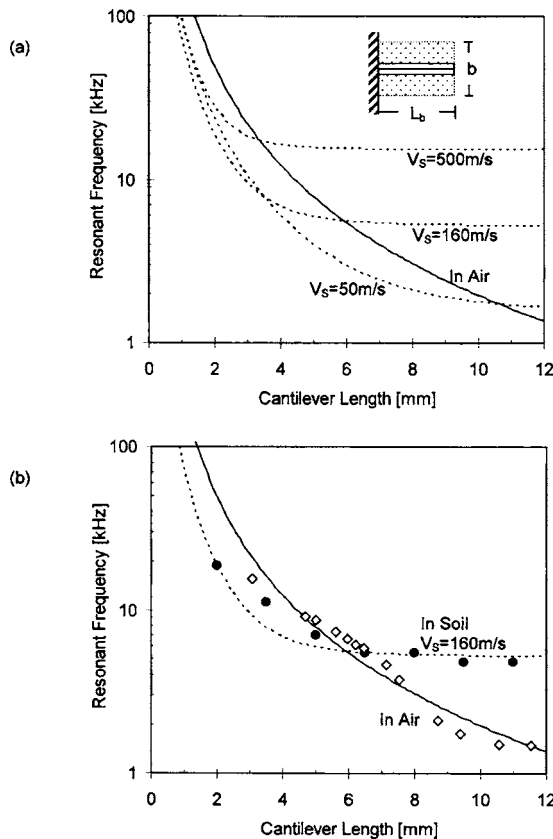 (a)
100
10
1
Resonant Frequency [kHz]
b
L_b
V_S=500m/s
V_S=160m/s
In Air
V_S=50m/s
0 2 4 6 8 10 12
Cantilever Length [mm]
(b)
100
10
1
Resonant Frequency [kHz]
In Soil
V_S=160m/s
In Air
0 2 4 6 8 10 12
Cantilever Length [mm]